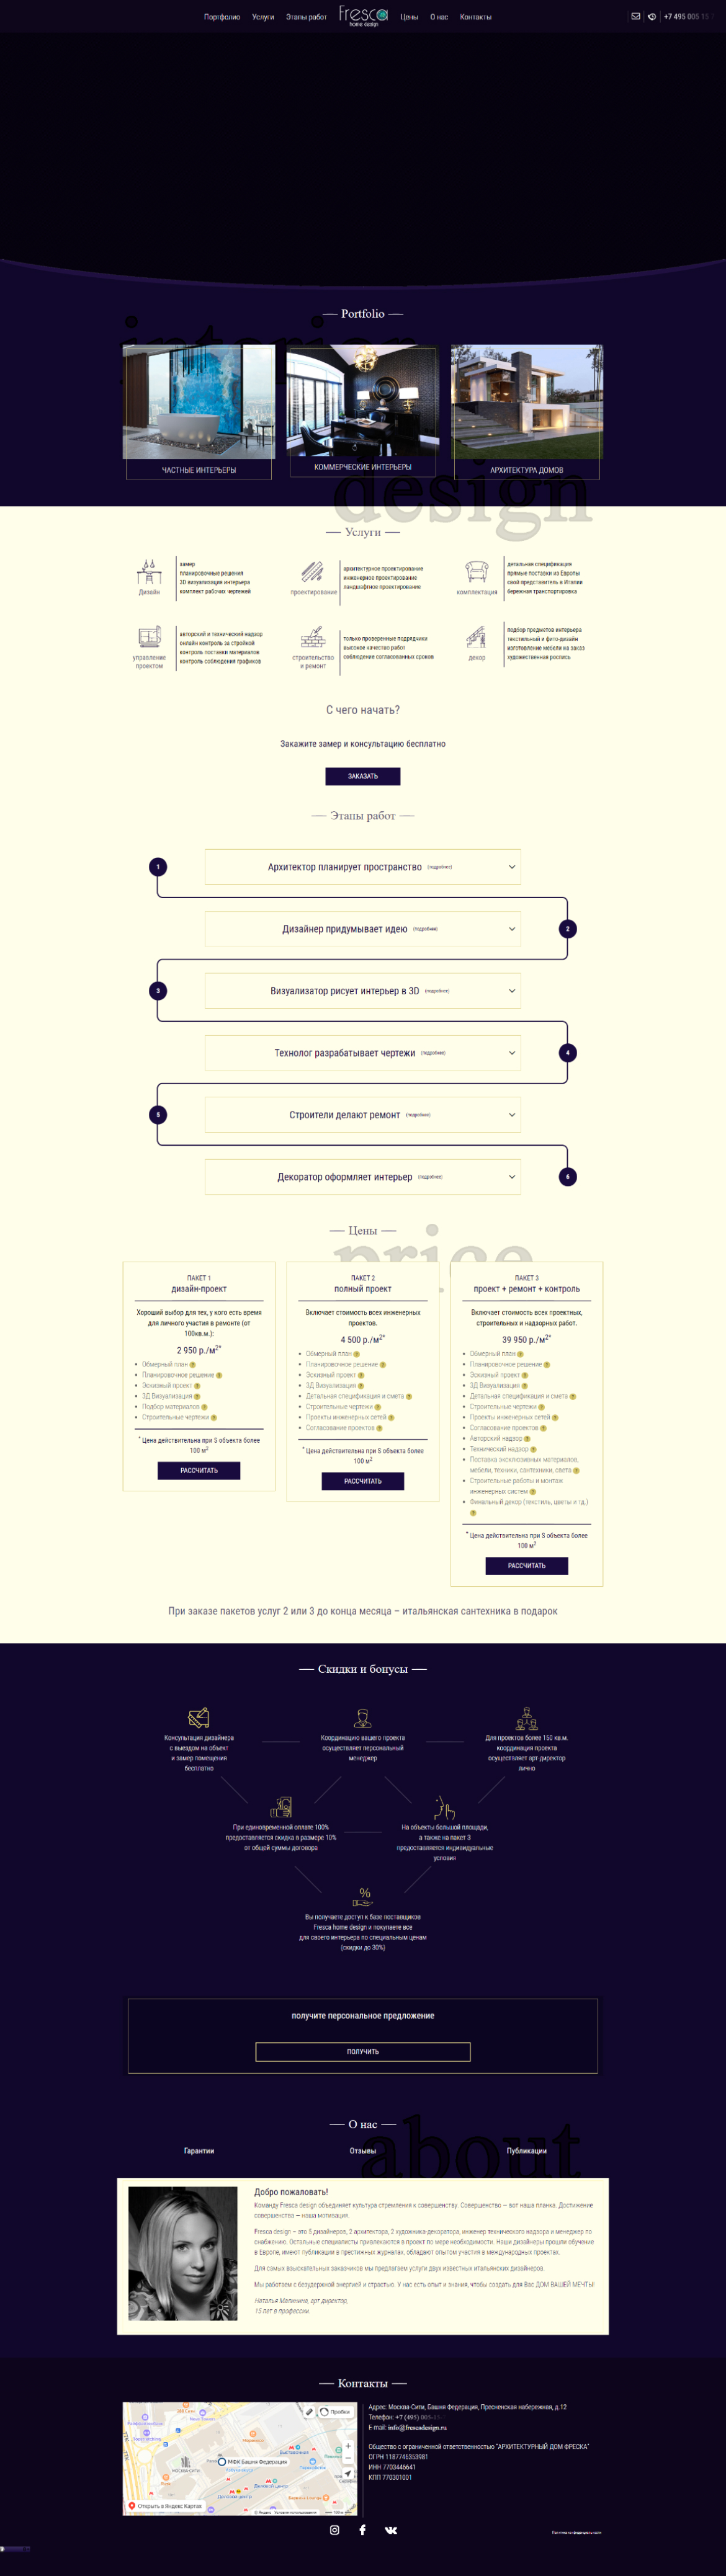 Портфолио Услуги Этапы работ Fresca home design Цены О нас Контакты +7 495 005
interior
Portfolio
ЧАСТНЫЕ ИНТЕРЬЕРЫ
КОММЕРЧЕСКИЕ ИНТЕРЬЕРЫ
АРХИТЕКТУРА ДОМОВ
design
Услуги
Дизайн
замер
планировочные решения
3D визуализация интерьера
комплект рабочих чертежей
проектирование
архитектурное проектирование
инженерное проектирование
ландшафтное проектирование
комплектация
детальная спецификация
прямые поставки из Европы
свой представитель в Италии
бережная транспортировка
управление
проектом
авторский и технический надзор
онлайн контроль за стройкой
контроль поставки материалов
контроль соблюдения графиков
строительство
и ремонт
только проверенные подрядчики
высокое качество работ
соблюдение согласованных сроков
декор
подбор предметов интерьера
текстильный и фито-дизайн
изготовление мебели на заказ
художественная роспись
С чего начать?
Закажите замер и консультацию бесплатно
ЗАКАЗАТЬ
Этапы работ
1 Архитектор планирует пространство (подробнее)
Дизайнер придумывает идею (подробнее) 2
3 Визуализатор рисует интерьер в 3D (подробнее)
Технолог разрабатывает чертежи (подробнее) 4
5 Строители делают ремонт (подробнее)
Декоратор оформляет интерьер (подробнее) 6
price
Цены
ПАКЕТ 1
дизайн-проект
Хороший выбор для тех, у кого есть время
для личного участия в ремонте (от
100кв.м.):
2 950 р./м2*
Обмерный план ?
Планировочное решение ?
Эскизный проект ?
3Д Визуализация ?
Подбор материалов ?
Строительные чертежи ?
* Цена действительна при S объекта более
100 м2
РАССЧИТАТЬ
ПАКЕТ 2
полный проект
Включает стоимость всех инженерных
проектов.
4 500 р./м2*
Обмерный план ?
Планировочное решение ?
Эскизный проект ?
3Д Визуализация ?
Детальная спецификация и смета ?
Строительные чертежи ?
Проекты инженерных сетей ?
Согласование проектов ?
* Цена действительна при S объекта более
100 м2
РАССЧИТАТЬ
ПАКЕТ 3
проект + ремонт + контроль
Включает стоимость всех проектных,
строительных и надзорных работ.
39 950 р./м2*
Обмерный план ?
Планировочное решение ?
Эскизный проект ?
3Д Визуализация ?
Детальная спецификация и смета ?
Строительные чертежи ?
Проекты инженерных сетей ?
Согласование проектов ?
Авторский надзор ?
Технический надзор ?
Поставка эксклюзивных материалов,
мебели, техники, сантехники, света ?
Строительные работы и монтаж
инженерных систем ?
Финальный декор (текстиль, цветы и тд.)
?
* Цена действительна при S объекта более
100 м2
РАССЧИТАТЬ
При заказе пакетов услуг 2 или 3 до конца месяца – итальянская сантехника в подарок
Скидки и бонусы
Консультация дизайнера
с выездом на объект
и замер помещения
бесплатно
Координацию вашего проекта
осуществляет персональный
менеджер
Для проектов более 150 кв.м.
координация проекта
осуществляет арт директор
лично
При единовременной оплате 100%
предоставляется скидка в размере 10%
от общей суммы договора
На объекты большой площади,
а также на пакет 3
предоставляются индивидуальные
условия
%
Вы получаете доступ к базе поставщиков
Fresca home design и покупаете все
для своего интерьера по специальным ценам
(скидки до 30%)
получите персональное предложение
ПОЛУЧИТЬ
about
О нас
Гарантии Отзывы Публикации
Добро пожаловать!
Команду Fresca design объединяет культура стремления к совершенству. Совершенство – вот наша планка. Достижение
совершенства – наша мотивация.
Fresca design – это 5 дизайнеров, 2 архитектора, 2 художника-декоратора, инженер технического надзора и менеджер по
снабжению. Остальные специалисты привлекаются в проект по мере необходимости. Наши дизайнеры прошли обучение
в Европе, имеют публикации в престижных журналах, обладают опытом участия в международных проектах.
Для самых взыскательных заказчиков мы предлагаем услуги двух известных итальянских дизайнеров.
Мы работаем с безудержной энергией и страстью. У нас есть опыт и знания, чтобы создать для Вас ДОМ ВАШЕЙ МЕЧТЫ!
Наталья Малинина, арт директор,
15 лет в профессии.
Контакты
Пробки
МФК Башня Федерация
МОСКВА-СИТИ
Открыть в Яндекс Картах
Адрес: Москва-Сити, Башня Федерация, Пресненская набережная, д.12
Телефон: +7 (495) 005-
E-mail: info@frescadesign.ru
Общество с ограниченной ответственностью "АРХИТЕКТУРНЫЙ ДОМ ФРЕСКА"
ОГРН 1187746353981
ИНН 7703446641
КПП 770301001
Политика конфиденциальности